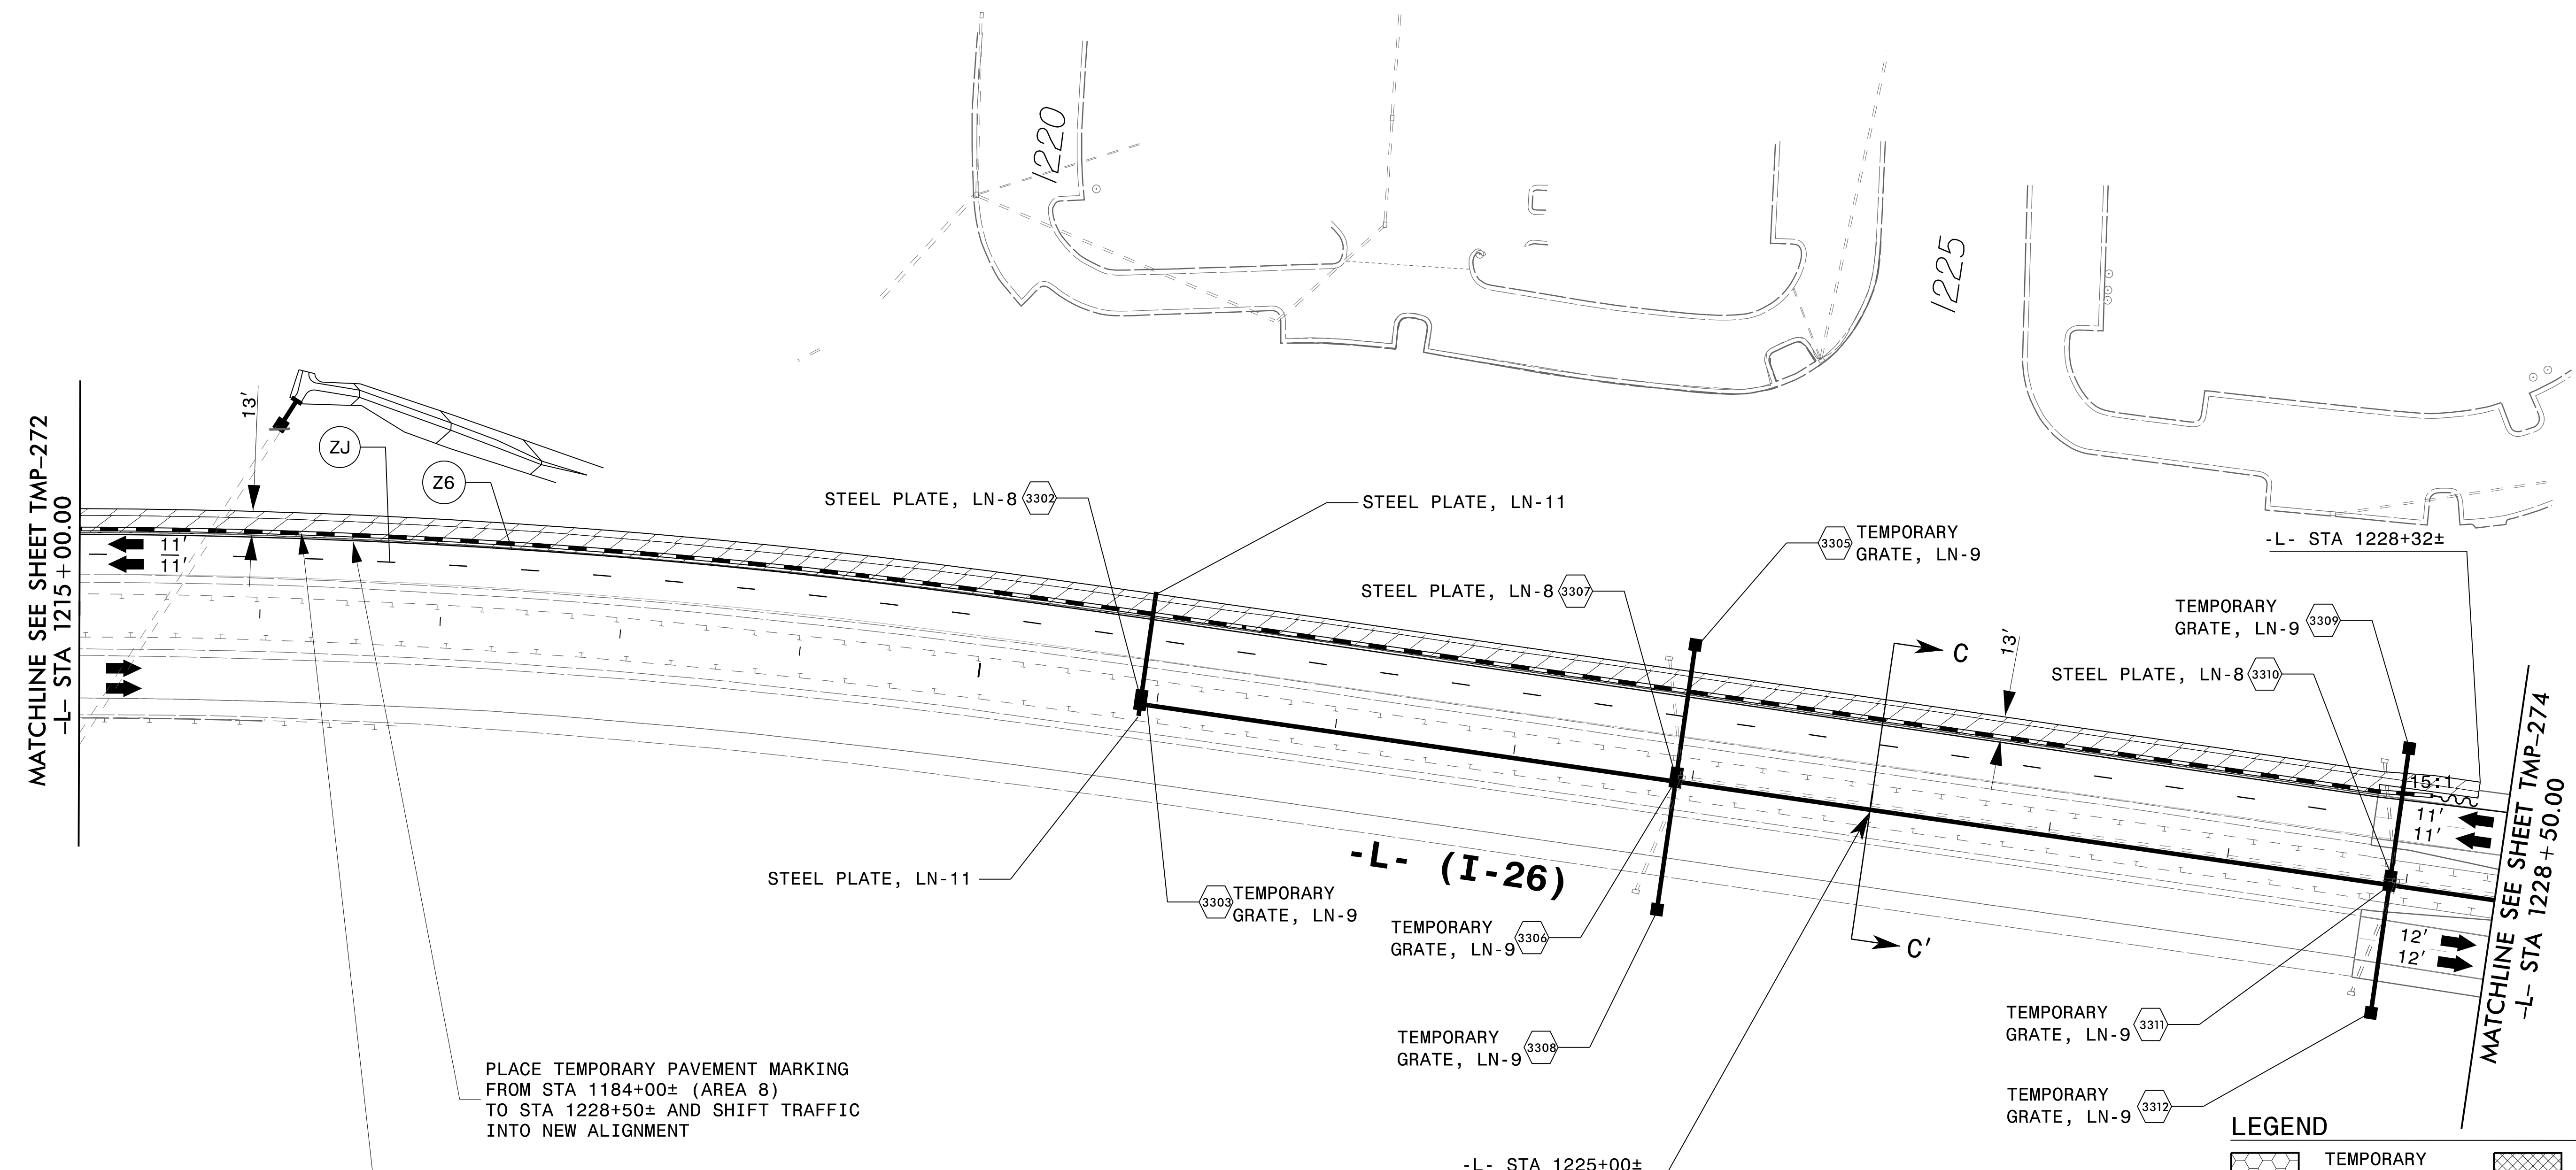 1220
1225
MATCHLINE SEE SHEET TMP-272
-L- STA 1215+00.00
13'
ZJ
Z6
11'
11'
STEEL PLATE, LN-8 3302
STEEL PLATE, LN-11
3305 TEMPORARY
GRATE, LN-9
STEEL PLATE, LN-8 3307
-L- STA 1228+32±
TEMPORARY
GRATE, LN-9 3309
STEEL PLATE, LN-8 3310
C
13'
15:1
11'
11'
MATCHLINE SEE SHEET TMP-274
-L- STA 1228+50.00
-L- (I-26)
STEEL PLATE, LN-11
3303 TEMPORARY
GRATE, LN-9
TEMPORARY
GRATE, LN-9 3306
C'
12'
12'
TEMPORARY
GRATE, LN-9 3308
TEMPORARY
GRATE, LN-9 3311
TEMPORARY
GRATE, LN-9 3312
PLACE TEMPORARY PAVEMENT MARKING
FROM STA 1184+00± (AREA 8)
TO STA 1228+50± AND SHIFT TRAFFIC
INTO NEW ALIGNMENT
-L- STA 1225+00±
LEGEND
TEMPORARY